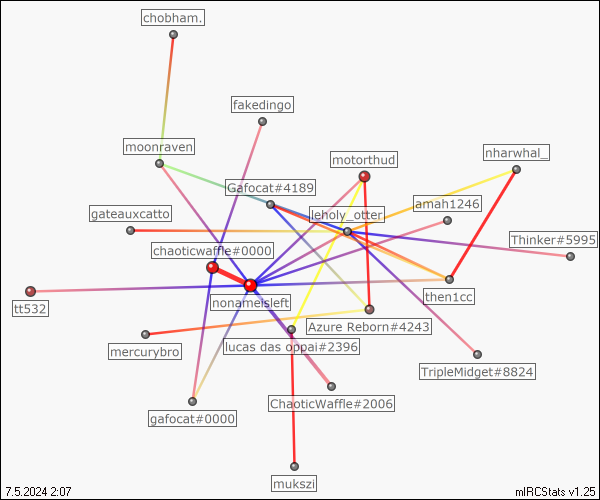 chobham.
fakedingo
moonraven
motorthud
nharwhal_
Gafocat#4189
amah1246
gateauxcatto
leholy_otter
Thinker#5995
chaoticwaffle#0000
tt532
nonameisleft
then1cc
Azure Reborn#4243
mercurybro
lucas das oppai#2396
TripleMidget#8824
ChaoticWaffle#2006
gafocat#0000
mukszi
7.5.2024 2:07
mIRCStats v1.25